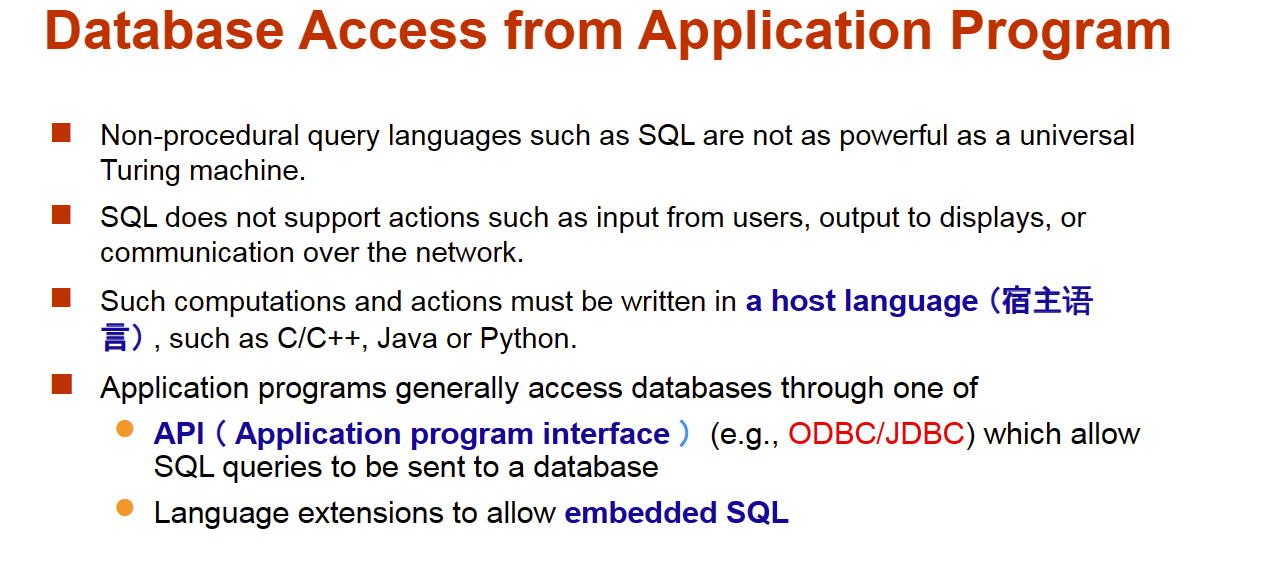 Database Access from Application Program
Non-procedural query languages such as SQL are not as powerful as a universal
Turing machine.
SQL does not support actions such as input from users, output to displays, or
communication over the network.
Such computations and actions must be written in a host language（宿主语
言）, such as C/C++, Java or Python.
Application programs generally access databases through one of
API（ Application program interface ） (e.g., ODBC/JDBC) which allow
SQL queries to be sent to a database
Language extensions to allow embedded SQL